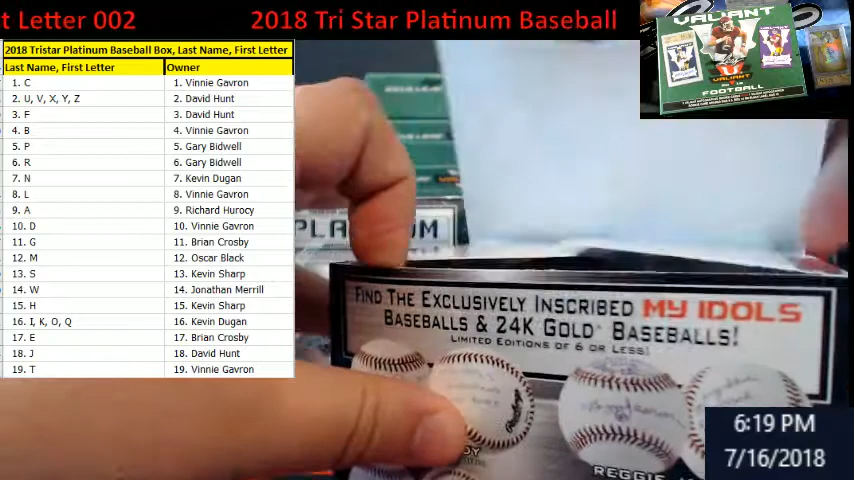 t Letter 002
2018 Tri Star Platinum Baseball
2018 Tristar Platinum Baseball Box, Last Name, First Letter
Last Name, First Letter Owner
1. C 1. Vinnie Gavron
2. U, V, X, Y, Z 2. David Hunt
3. F 3. David Hunt
4. B 4. Vinnie Gavron
5. P 5. Gary Bidwell
6. R 6. Gary Bidwell
7. N 7. Kevin Dugan
8. L 8. Vinnie Gavron
9. A 9. Richard Hurocy
10. D 10. Vinnie Gavron
11. G 11. Brian Crosby
12. M 12. Oscar Black
13. S 13. Kevin Sharp
14. W 14. Jonathan Merrill
15. H 15. Kevin Sharp
16. I, K, O, Q 16. Kevin Dugan
17. E 17. Brian Crosby
18. J 18. David Hunt
19. T 19. Vinnie Gavron
VALIANT
VALIANT
FOOTBALL
FIND THE EXCLUSIVELY INSCRIBED MY IDOLS
BASEBALLS & 24K GOLD BASEBALLS!
LIMITED EDITIONS OF 6 OR LESS!
Rawlings
REGGIE
6:19 PM
7/16/2018